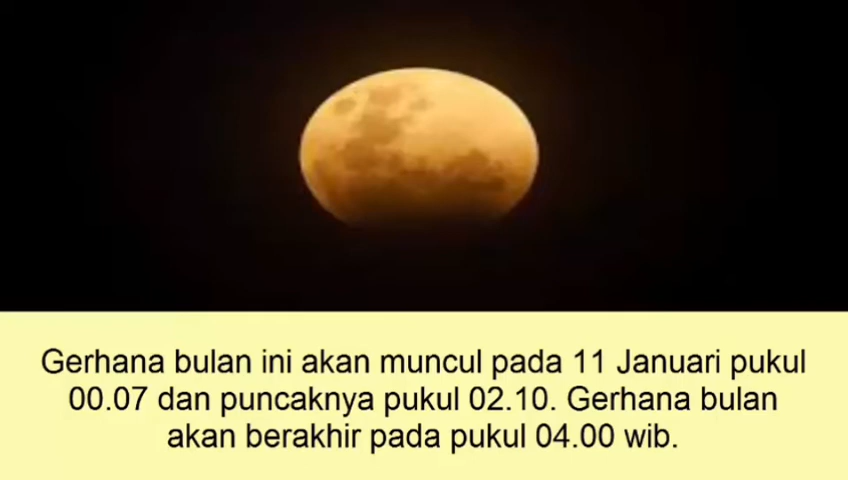 Gerhana bulan ini akan muncul pada 11 Januari pukul
00.07 dan puncaknya pukul 02.10. Gerhana bulan
akan berakhir pada pukul 04.00 wib.